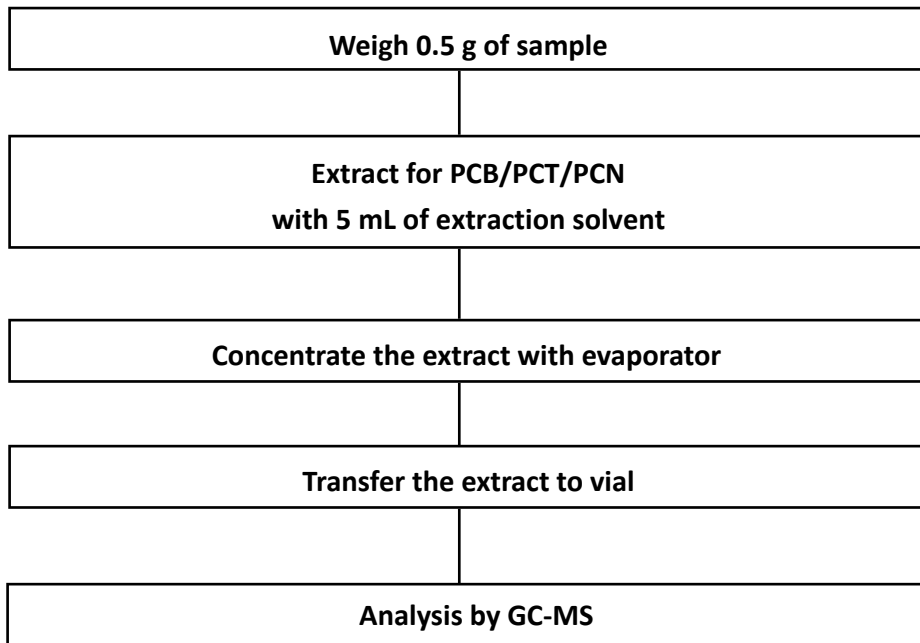 Weigh 0.5 g of sample
Extract for PCB/PCT/PCN
with 5 mL of extraction solvent
Concentrate the extract with evaporator
Transfer the extract to vial
Analysis by GC-MS